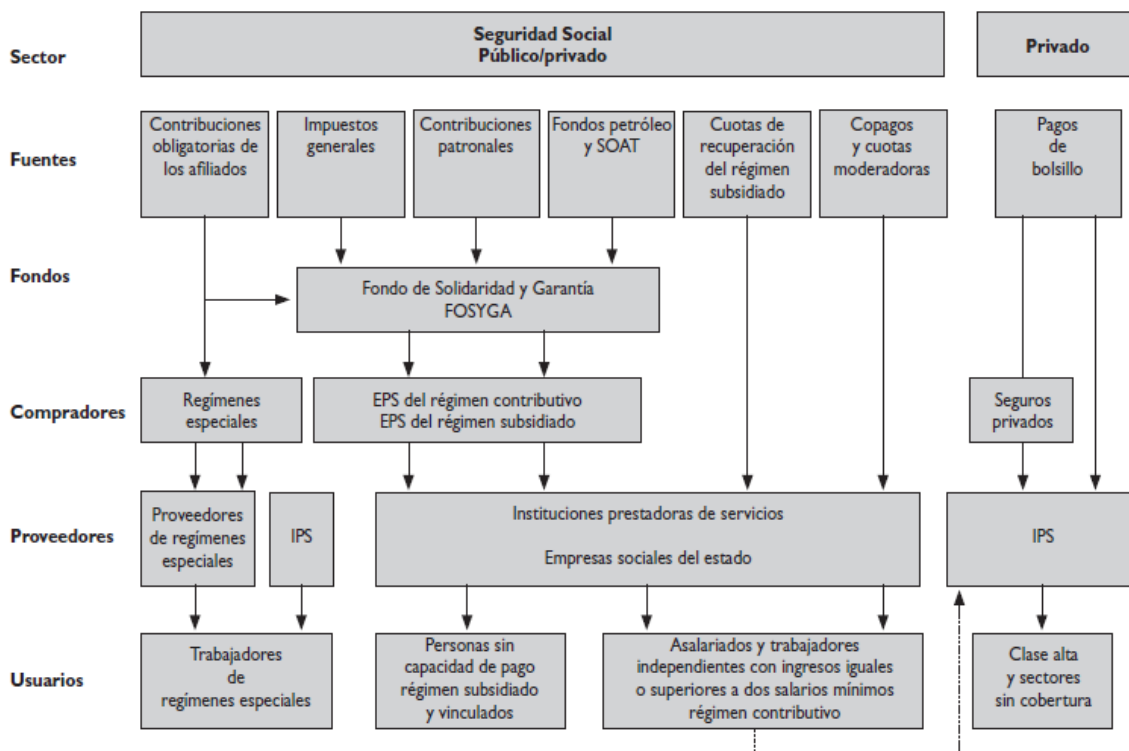 Sector
Seguridad Social
Público/privado
Privado
Fuentes
Contribuciones
obligatorias de
los afiliados
Impuestos
generales
Contribuciones
patronales
Fondos petróleo
y SOAT
Cuotas de
recuperación
del régimen
subsidiado
Copagos
y cuotas
moderadoras
Pagos
de
bolsillo
Fondos
Fondo de Solidaridad y Garantía
FOSYGA
Compradores
Regímenes
especiales
EPS del régimen contributivo
EPS del régimen subsidiado
Seguros
privados
Proveedores
Proveedores
de regímenes
especiales
IPS
Instituciones prestadoras de servicios
Empresas sociales del estado
IPS
Usuarios
Trabajadores
de
regímenes especiales
Personas sin
capacidad de pago
régimen subsidiado
y vinculados
Asalariados y trabajadores
independientes con ingresos iguales
o superiores a dos salarios mínimos
régimen contributivo
Clase alta
y sectores
sin cobertura